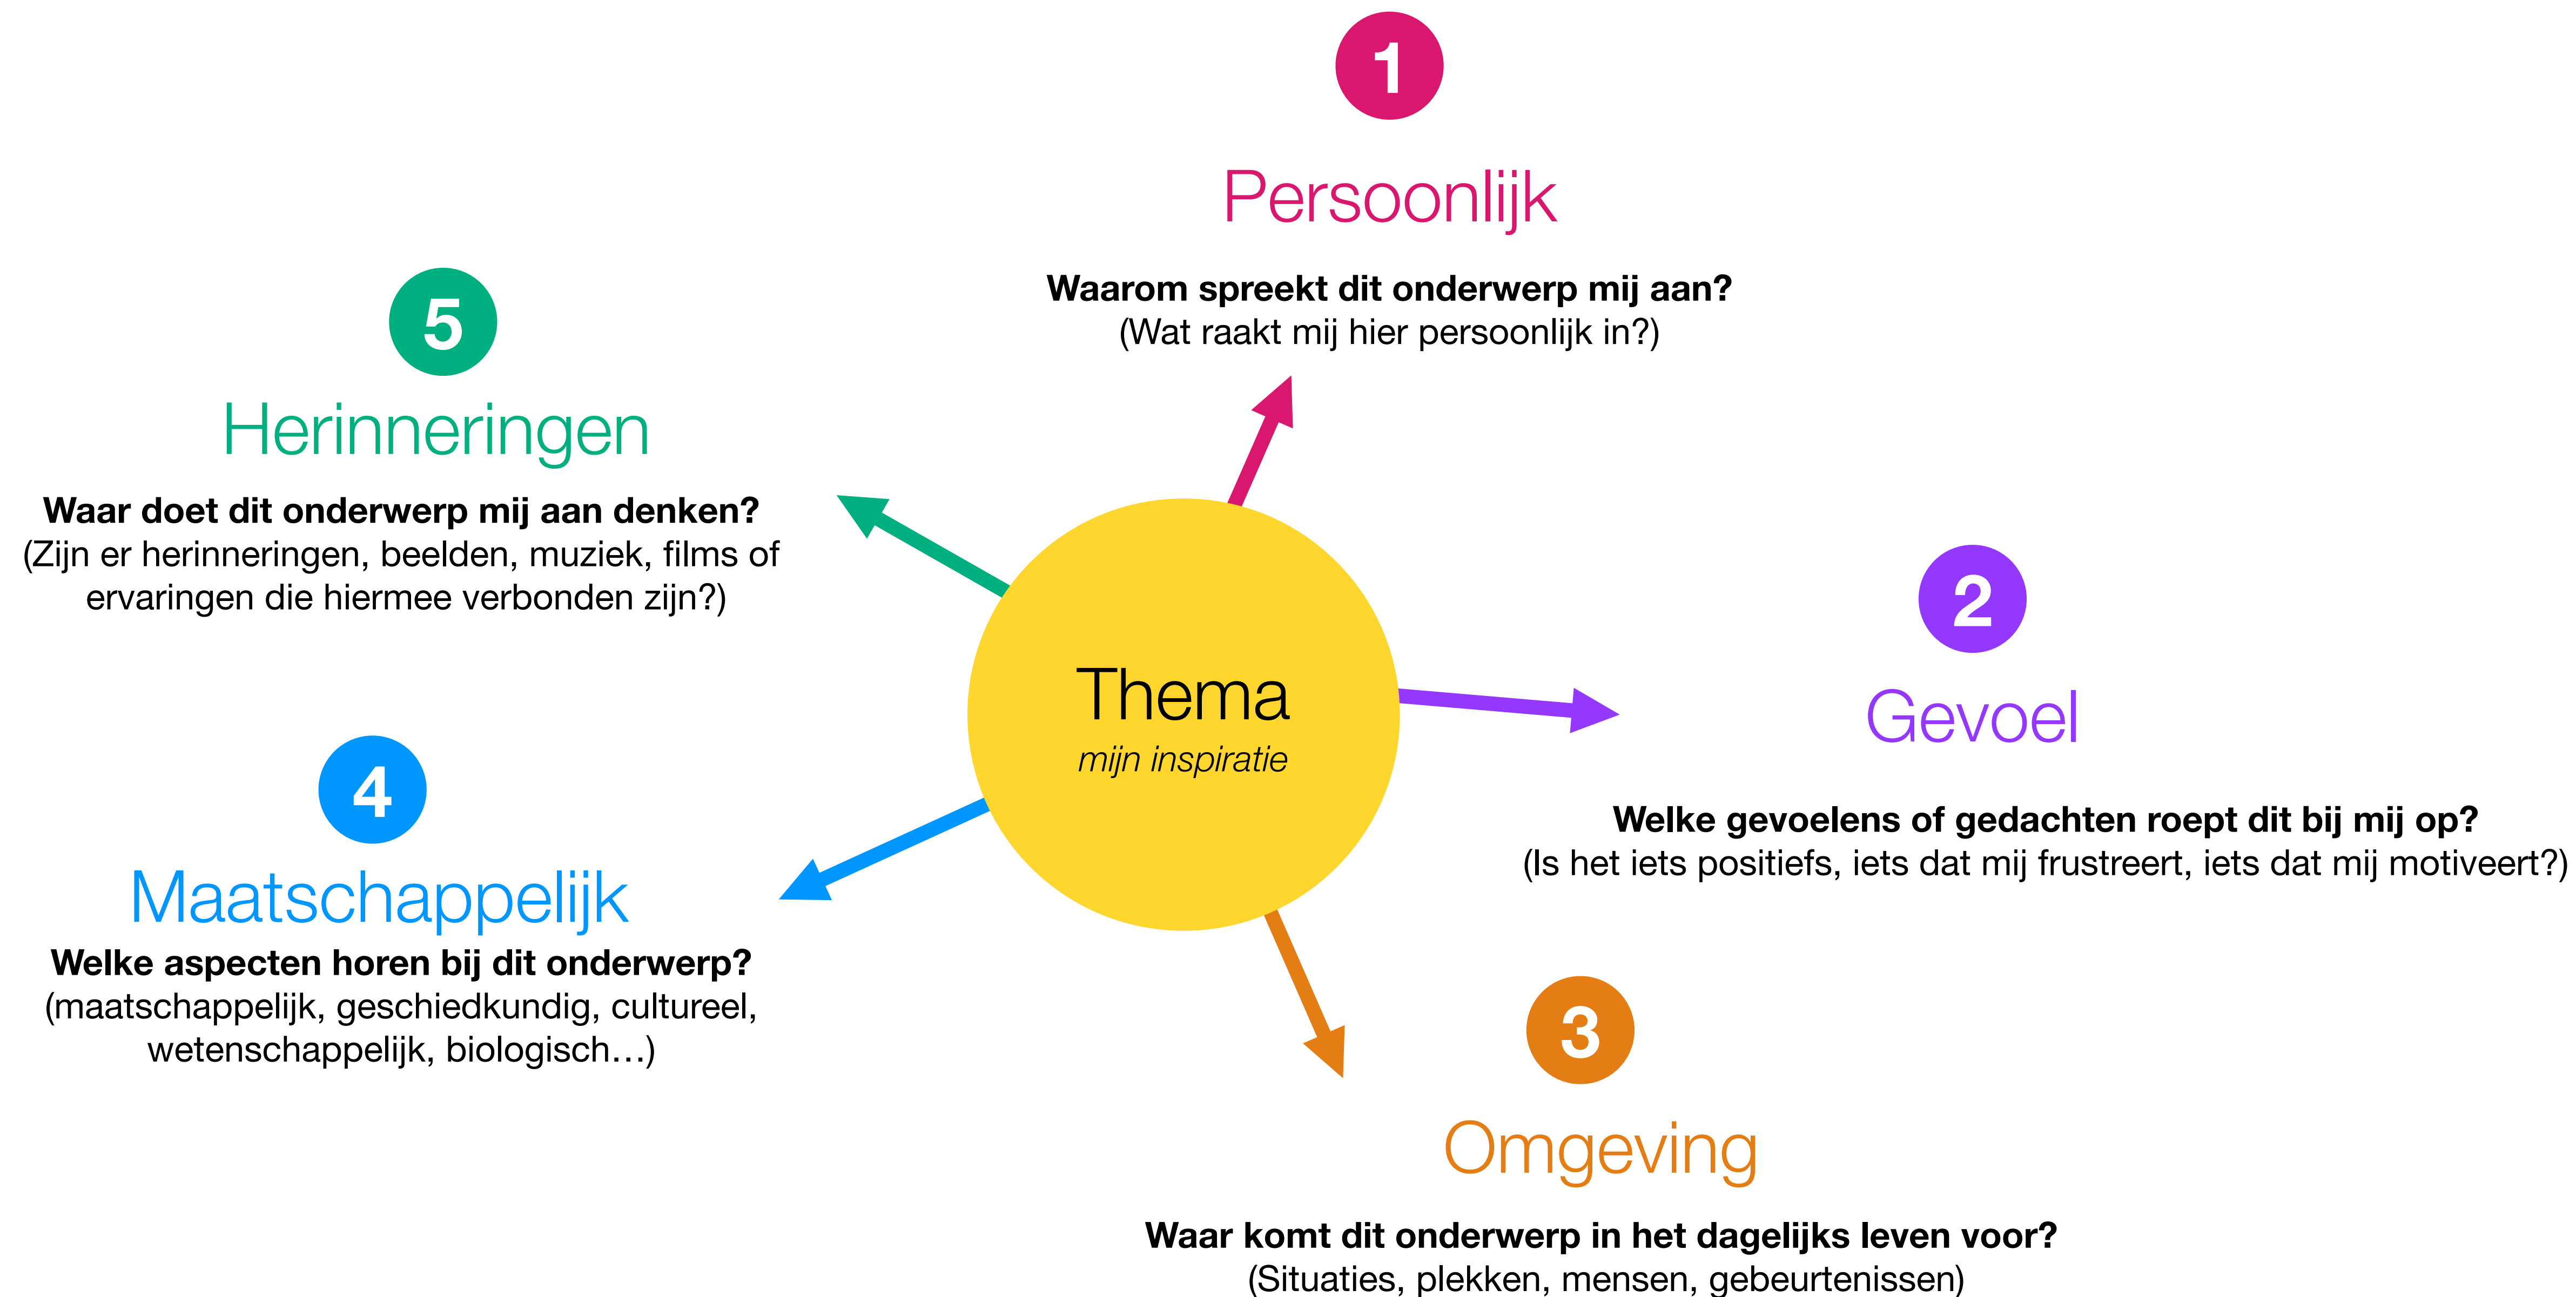 1
Persoonlijk
Waarom spreekt dit onderwerp mij aan?
(Wat raakt mij hier persoonlijk in?)
2
Gevoel
Welke gevoelens of gedachten roept dit bij mij op?
(Is het iets positiefs, iets dat mij frustreert, iets dat mij motiveert?)
3
Omgeving
Waar komt dit onderwerp in het dagelijks leven voor?
(Situaties, plekken, mensen, gebeurtenissen)
4
Maatschappelijk
Welke aspecten horen bij dit onderwerp?
(maatschappelijk, geschiedkundig, cultureel,
wetenschappelijk, biologisch…)
5
Herinneringen
Waar doet dit onderwerp mij aan denken?
(Zijn er herinneringen, beelden, muziek, films of
ervaringen die hiermee verbonden zijn?)
Thema
mijn inspiratie